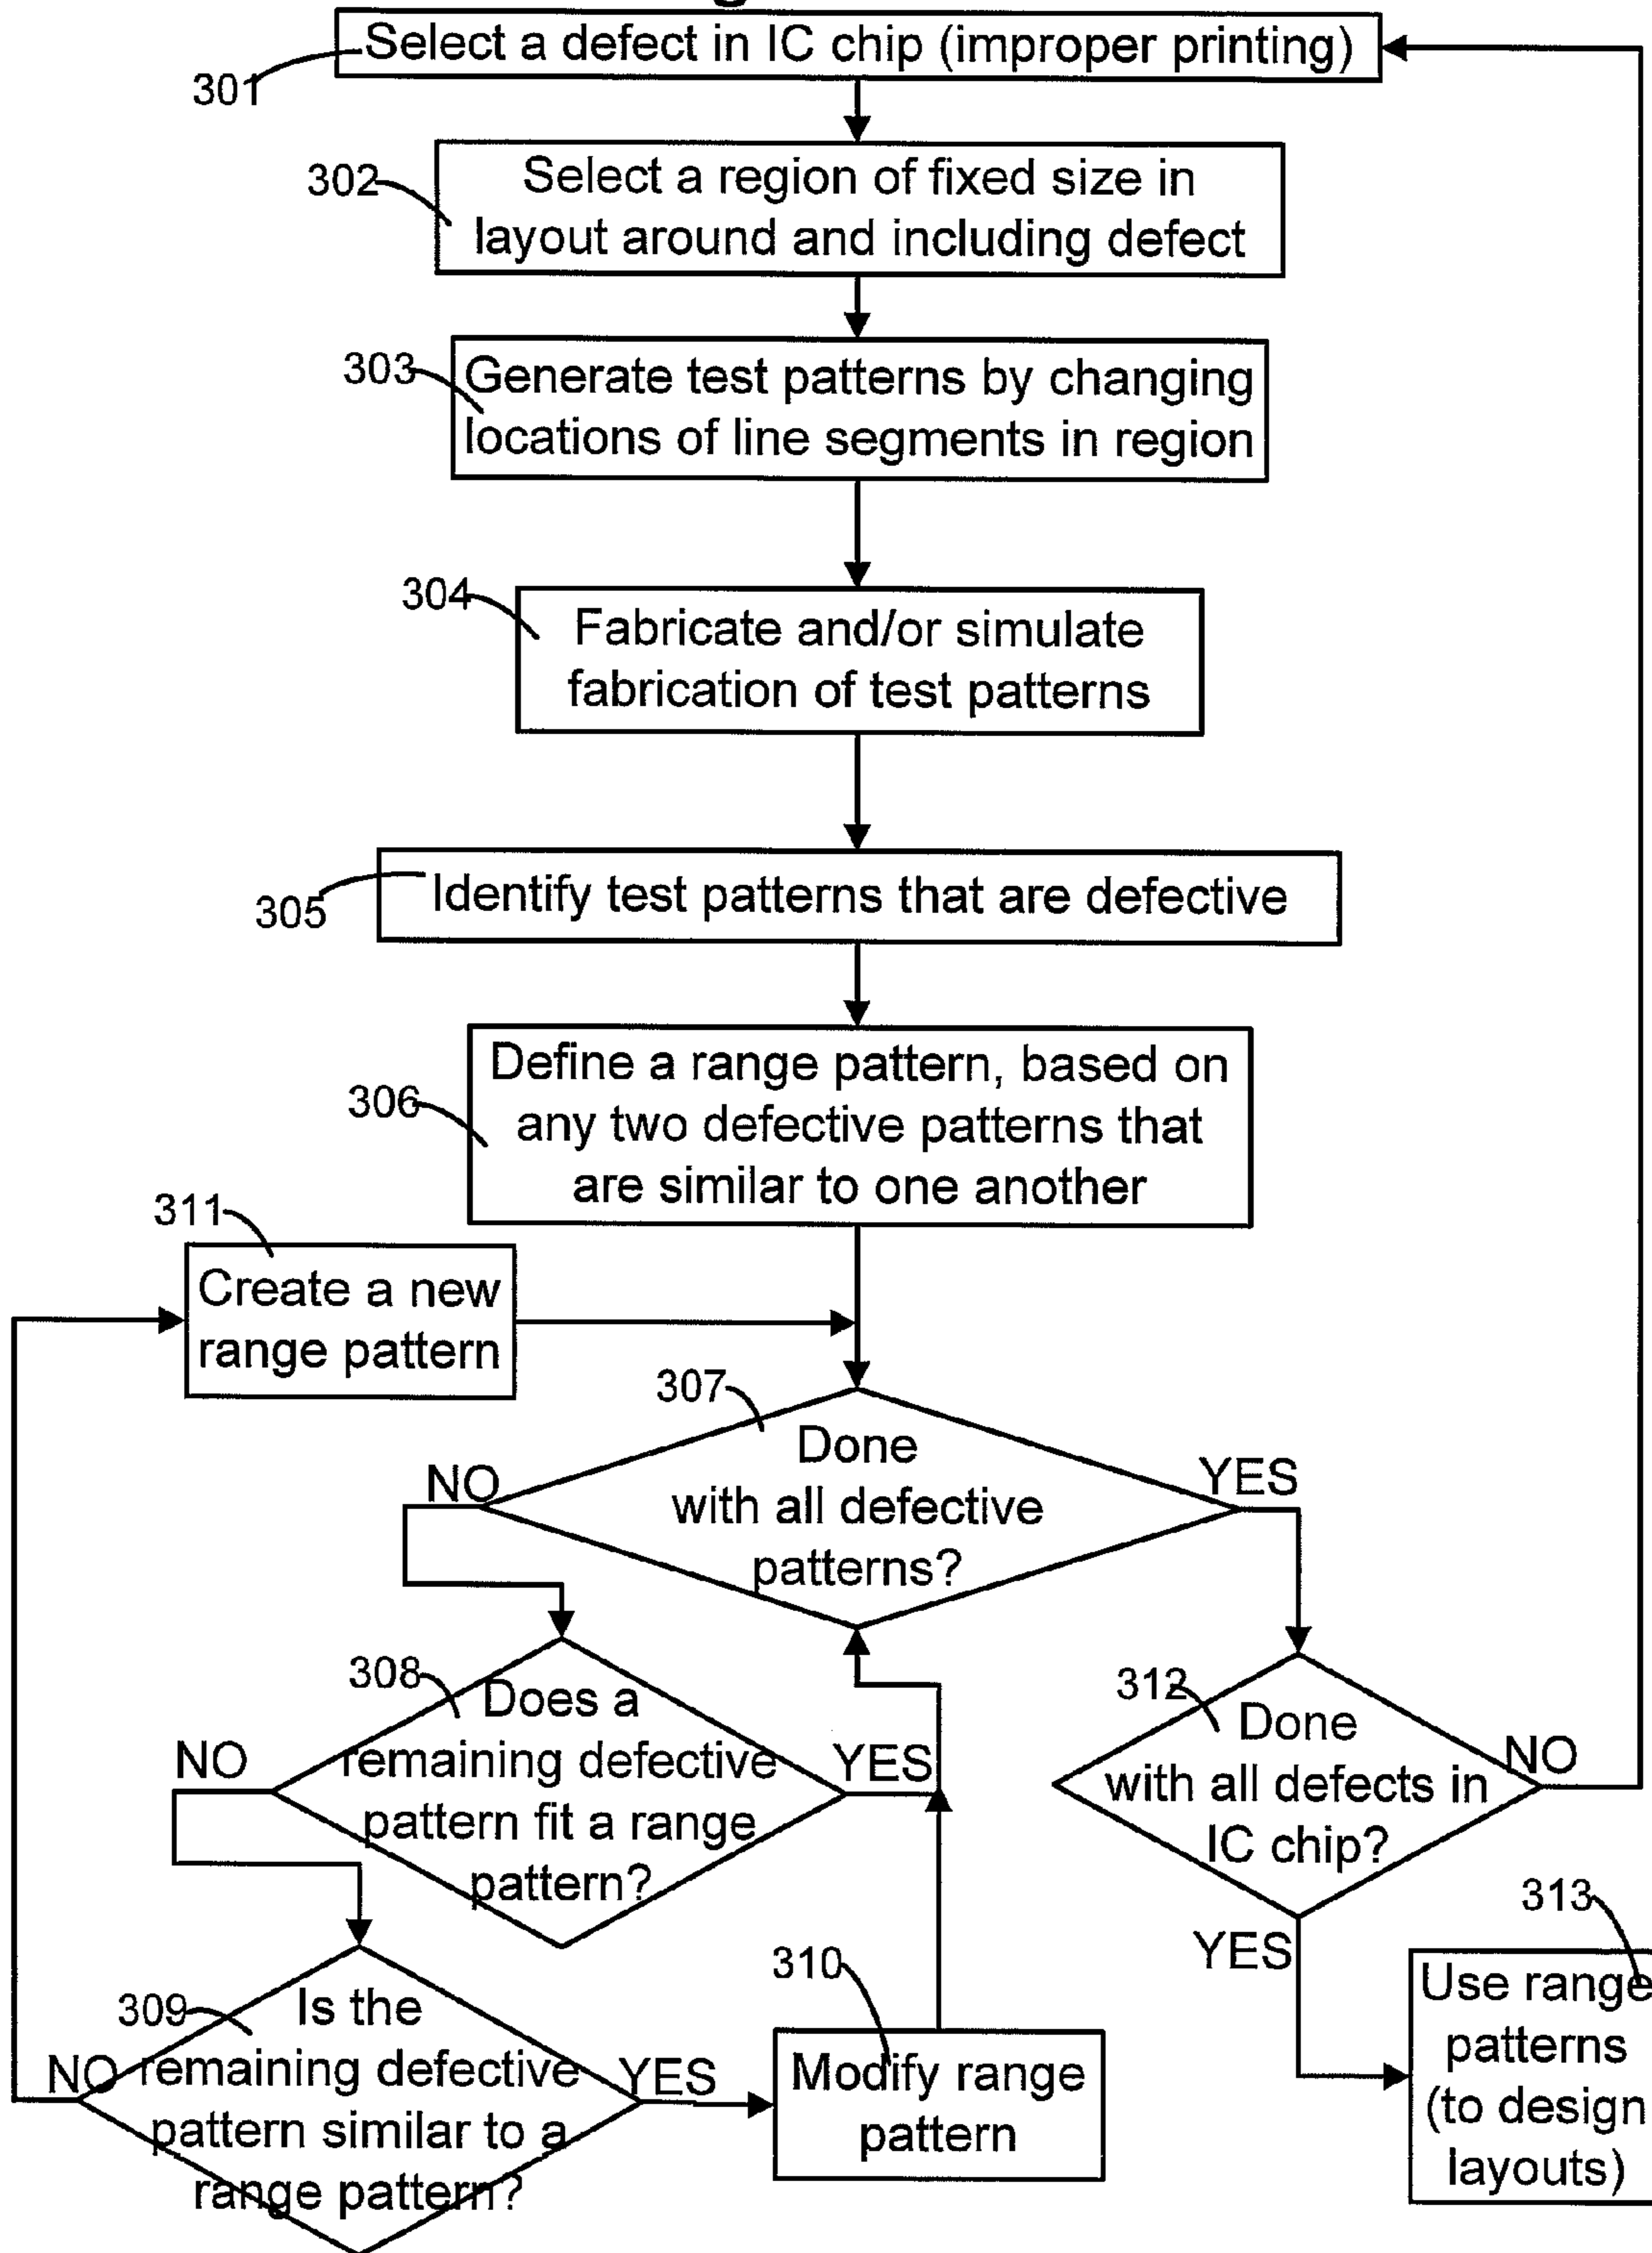 Select a defect in IC chip (improper printing)
301
302
Select a region of fixed size in
layout around and including defect
303
Generate test patterns by changing
locations of line segments in region
304
Fabricate and/or simulate
fabrication of test patterns
305
Identify test patterns that are defective
306
Define a range pattern, based on
any two defective patterns that
are similar to one another
311
Create a new
range pattern
307
Done
with all defective
patterns?
NO
YES
308
Does a
remaining defective
pattern fit a range
pattern?
NO
YES
312
Done
with all defects in
IC chip?
NO
YES
309
Is the
remaining defective
pattern similar to a
range pattern?
NO
YES
310
Modify range
pattern
313
Use range
patterns
(to design
layouts)